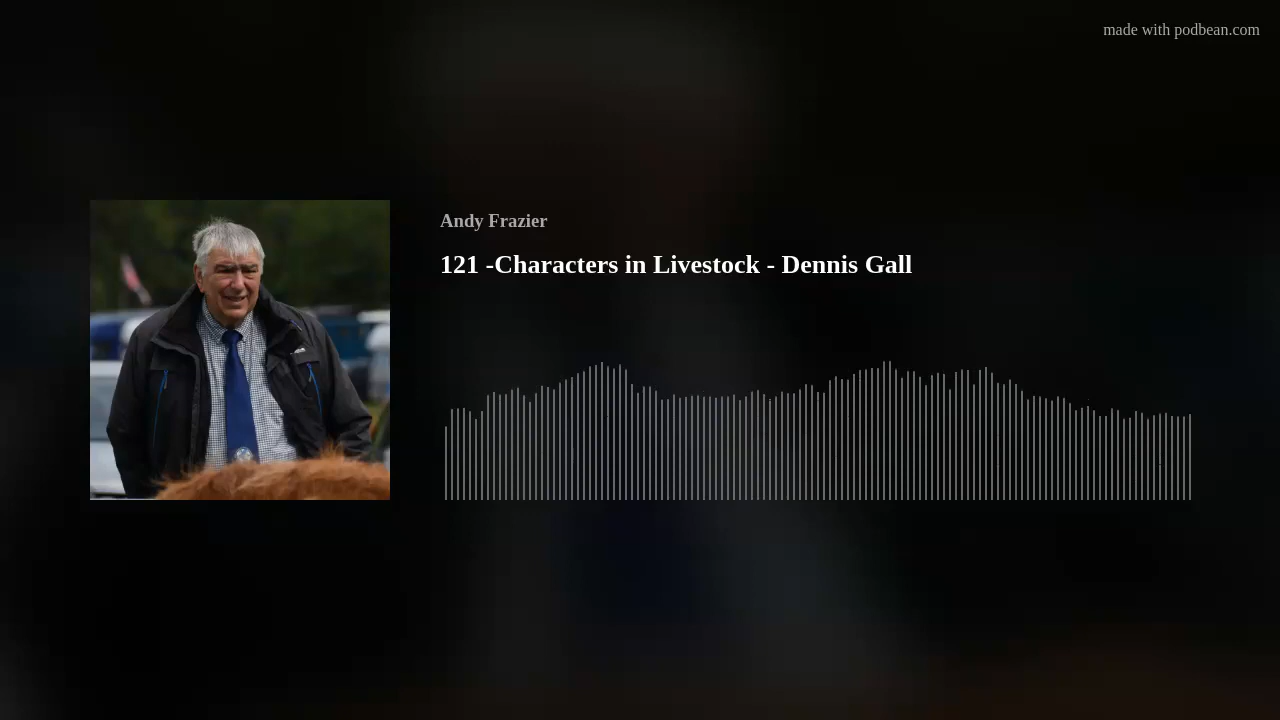 made with podbean.com
Andy Frazier
121 -Characters in Livestock - Dennis Gall